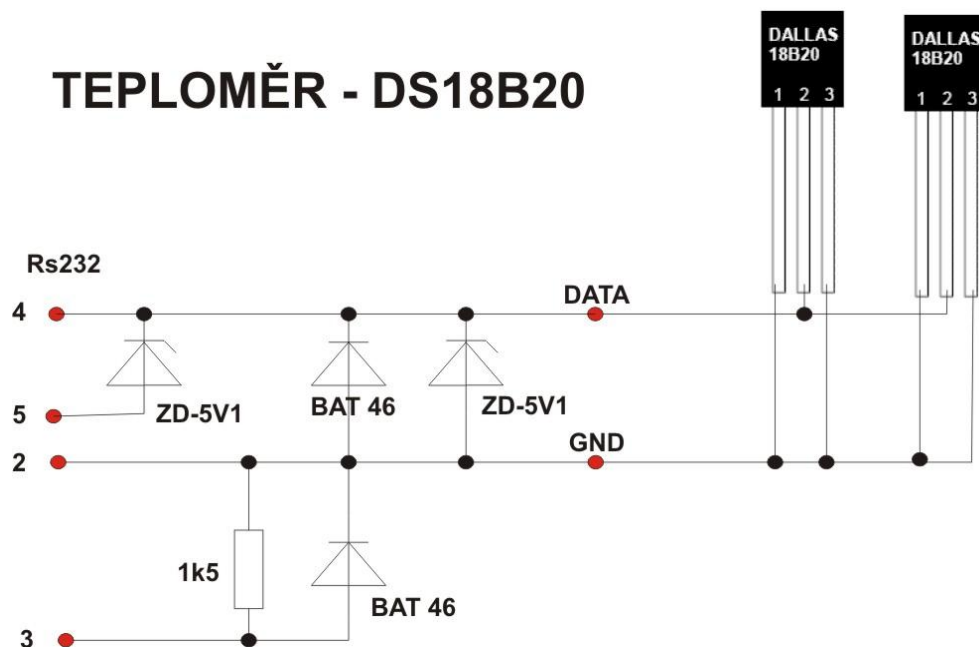 TEPLOMĚR - DS18B20
DALLAS
18B20
1 2 3
DALLAS
18B20
1 2 3
Rs232
4
DATA
5
ZD-5V1
BAT 46
ZD-5V1
2
GND
1k5
BAT 46
3